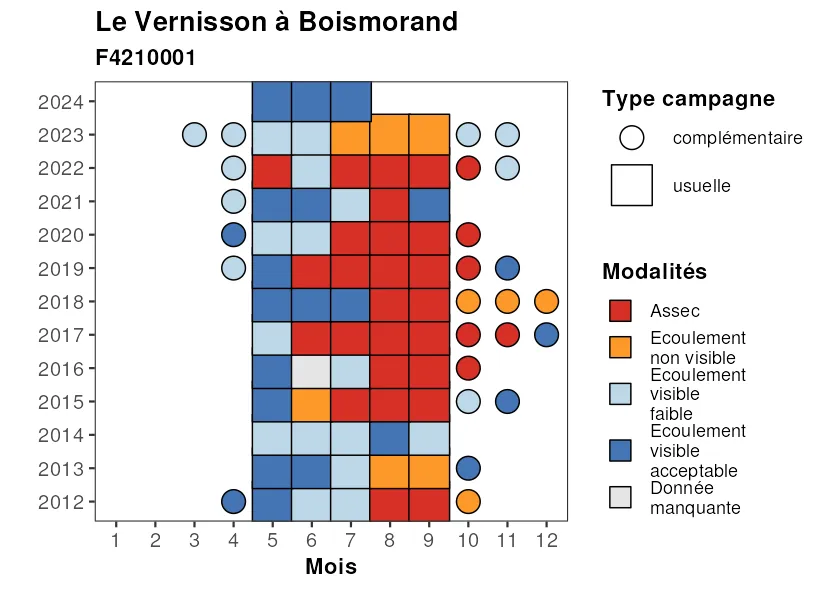 Le Vernisson à Boismorand
F4210001
2024
2023
2022
2021
2020
2019
2018
2017
2016
2015
2014
2013
2012
1 2 3 4 5 6 7 8 9 10 11 12
Mois
Type campagne
complémentaire
usuelle
Modalités
Assec
Ecoulement
non visible
Ecoulement
visible
faible
Ecoulement
visible
acceptable
Donnée
manquante